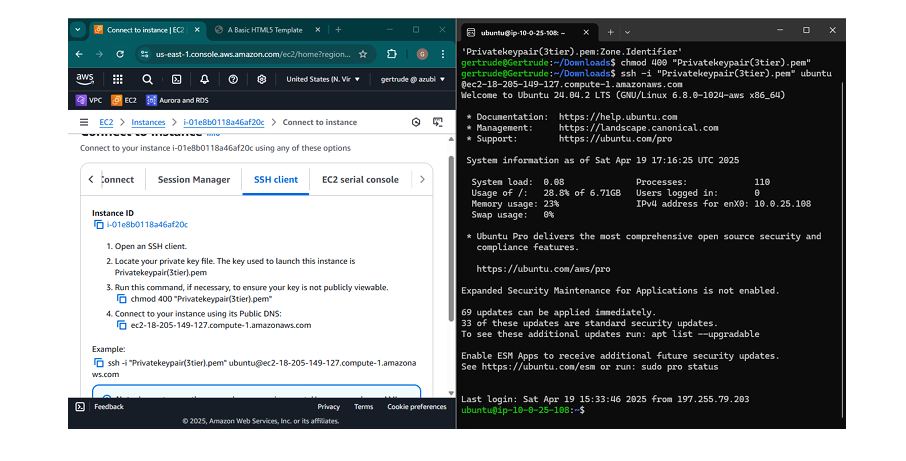 Connect to instance | EC2
A Basic HTML5 Template
us-east-1.console.aws.amazon.com/ec2/home?region...
G
aws
United States (N. Vir
gertrude @ azubi
VPC
EC2
Aurora and RDS
EC2 > Instances > i-01e8b0118a46af20c > Connect to instance
Connect to instance Info
Connect to your instance i-01e8b0118a46af20c using any of these options
Connect
Session Manager
SSH client
EC2 serial console
Instance ID
i-01e8b0118a46af20c
1. Open an SSH client.
2. Locate your private key file. The key used to launch this instance is
Privatekeypair(3tier).pem
3. Run this command, if necessary, to ensure your key is not publicly viewable.
chmod 400 "Privatekeypair(3tier).pem"
4. Connect to your instance using its Public DNS:
ec2-18-205-149-127.compute-1.amazonaws.com
Example:
ssh -i "Privatekeypair(3tier).pem" ubuntu@ec2-18-205-149-127.compute-1.amazona
ws.com
Feedback
Privacy
Terms
Cookie preferences
© 2025, Amazon Web Services, Inc. or its affiliates.
ubuntu@ip-10-0-25-108: ~
'Privatekeypair(3tier).pem:Zone.Identifier'
gertrude@Gertrude:~/Downloads$ chmod 400 "Privatekeypair(3tier).pem"
gertrude@Gertrude:~/Downloads$ ssh -i "Privatekeypair(3tier).pem" ubuntu
@ec2-18-205-149-127.compute-1.amazonaws.com
Welcome to Ubuntu 24.04.2 LTS (GNU/Linux 6.8.0-1024-aws x86_64)
* Documentation: https://help.ubuntu.com
* Management: https://landscape.canonical.com
* Support: https://ubuntu.com/pro
System information as of Sat Apr 19 17:16:25 UTC 2025
System load: 0.08 Processes: 110
Usage of /: 28.8% of 6.71GB Users logged in: 0
Memory usage: 23% IPv4 address for enX0: 10.0.25.108
Swap usage: 0%
* Ubuntu Pro delivers the most comprehensive open source security and
compliance features.
https://ubuntu.com/aws/pro
Expanded Security Maintenance for Applications is not enabled.
69 updates can be applied immediately.
33 of these updates are standard security updates.
To see these additional updates run: apt list --upgradable
Enable ESM Apps to receive additional future security updates.
See https://ubuntu.com/esm or run: sudo pro status
Last login: Sat Apr 19 15:33:46 2025 from 197.255.79.203
ubuntu@ip-10-0-25-108:~$